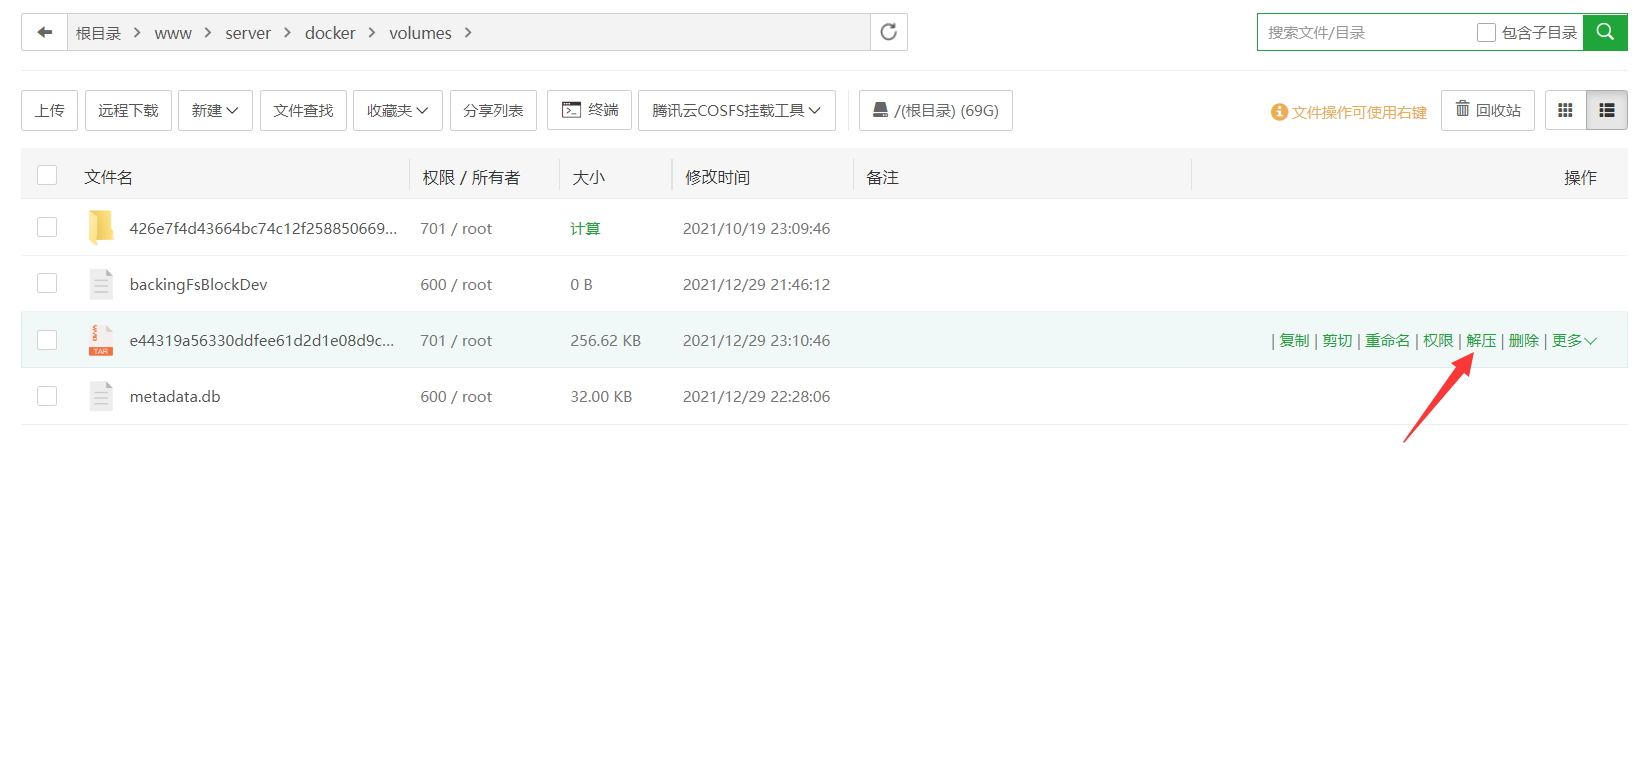 根目录 > www > server > docker > volumes >
搜索文件/目录 包含子目录
上传 远程下载 新建 文件查找 收藏夹 分享列表 终端 腾讯云COSFS挂载工具 /(根目录) (69G) 文件操作可使用右键 回收站
文件名 权限 / 所有者 大小 修改时间 备注 操作
426e7f4d43664bc74c12f258850669... 701 / root 计算 2021/10/19 23:09:46
backingFsBlockDev 600 / root 0 B 2021/12/29 21:46:12
TAR e44319a56330ddfee61d2d1e08d9c... 701 / root 256.62 KB 2021/12/29 23:10:46 | 复制 | 剪切 | 重命名 | 权限 | 解压 | 删除 | 更多
metadata.db 600 / root 32.00 KB 2021/12/29 22:28:06